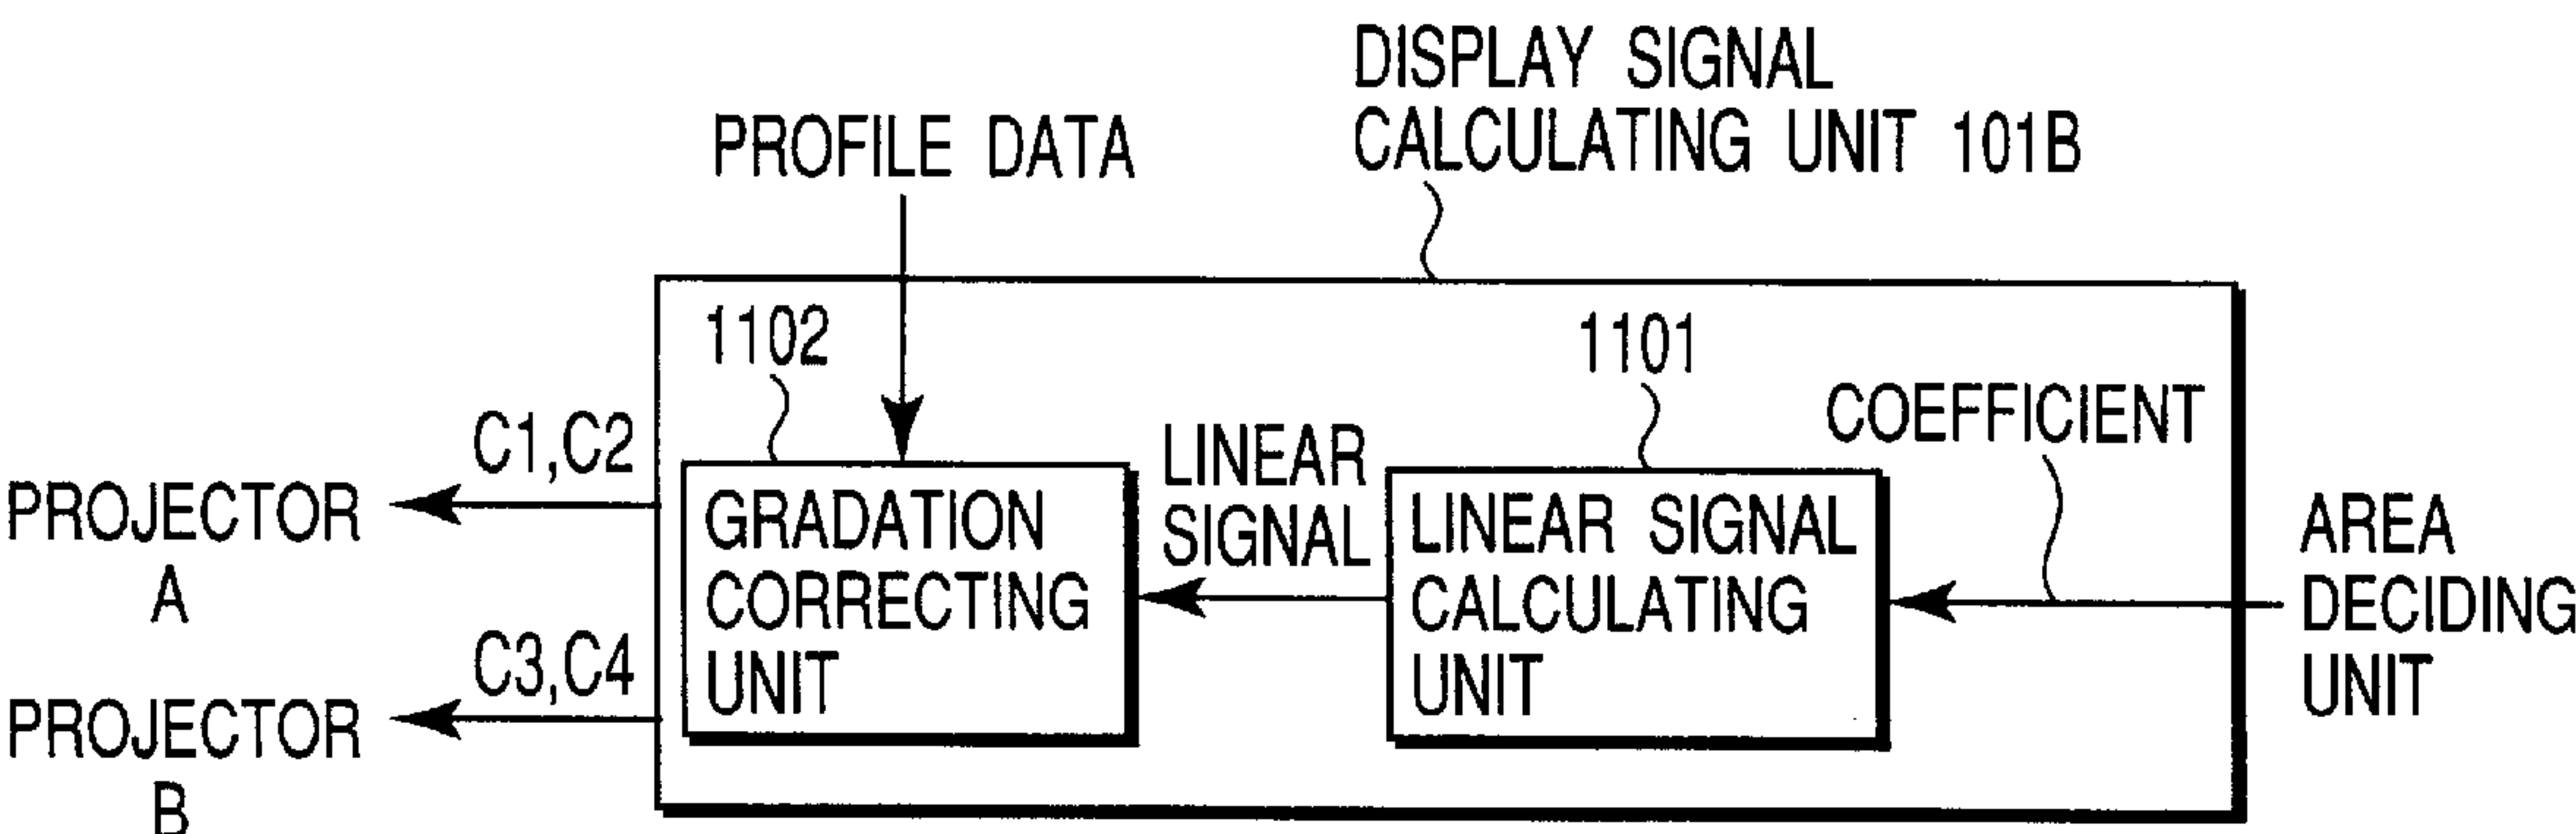 DISPLAY SIGNAL
CALCULATING UNIT 101B
PROFILE DATA
1102
1101
COEFFICIENT
C1,C2
LINEAR
SIGNAL
PROJECTOR
A
GRADATION
CORRECTING
UNIT
LINEAR SIGNAL
CALCULATING
UNIT
AREA
DECIDING
UNIT
C3,C4
PROJECTOR
B